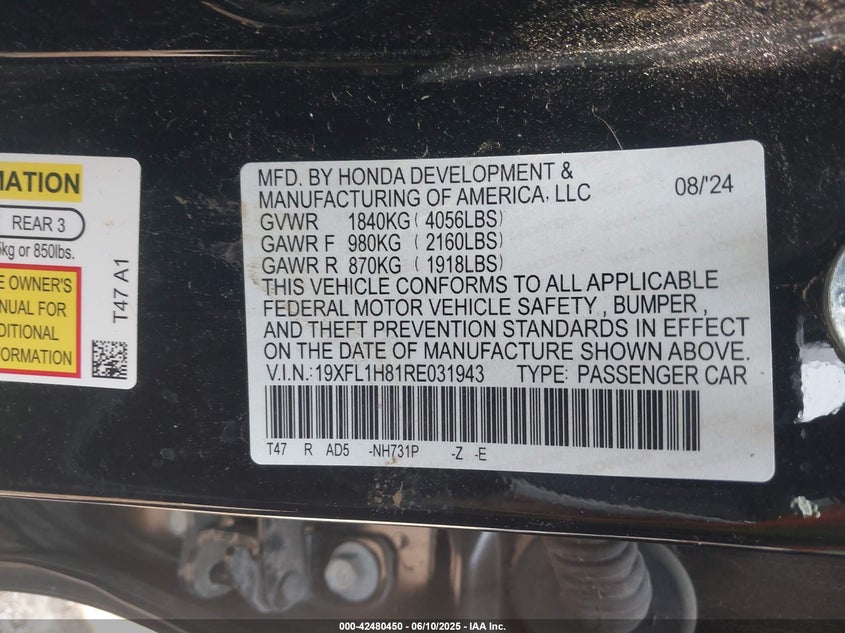 MATION
REAR 3
kg or 850lbs.
E OWNER'S
ANUAL FOR
DITIONAL
FORMATION
T47 A1
MFD. BY HONDA DEVELOPMENT &
MANUFACTURING OF AMERICA, LLC 08/'24
GVWR 1840KG ( 4056LBS)
GAWR F 980KG ( 2160LBS)
GAWR R 870KG ( 1918LBS)
THIS VEHICLE CONFORMS TO ALL APPLICABLE
FEDERAL MOTOR VEHICLE SAFETY , BUMPER ,
AND THEFT PREVENTION STANDARDS IN EFFECT
ON THE DATE OF MANUFACTURE SHOWN ABOVE.
V.I.N.:19XFL1H81RE031943 TYPE: PASSENGER CAR
T47 R AD5 -NH731P -Z -E
000-42480450 - 06/10/2025 - IAA Inc.